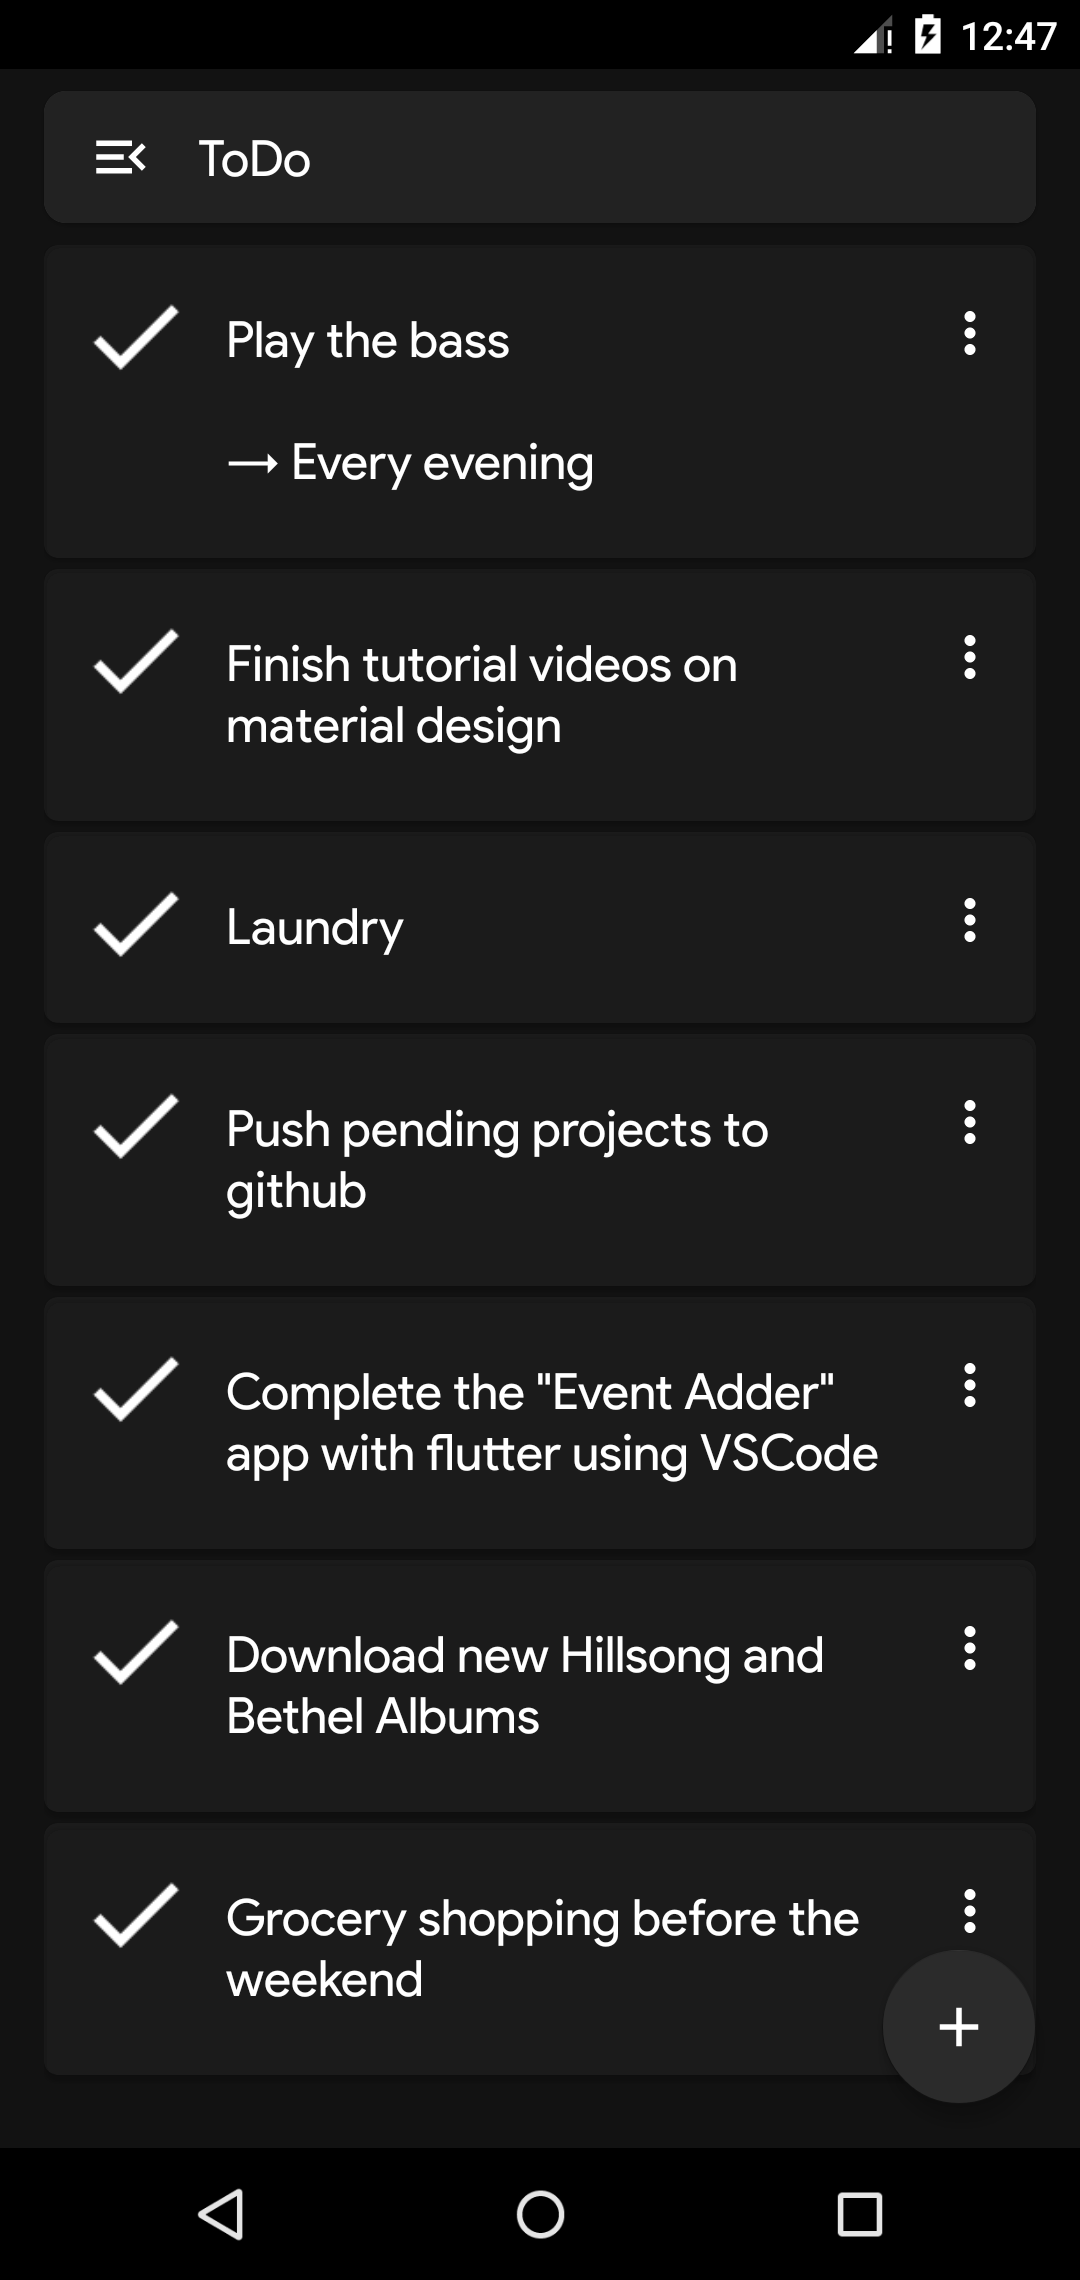 12:47
ToDo
Play the bass
→ Every evening
Finish tutorial videos on
material design
Laundry
Push pending projects to
github
Complete the "Event Adder"
app with flutter using VSCode
Download new Hillsong and
Bethel Albums
Grocery shopping before the
weekend